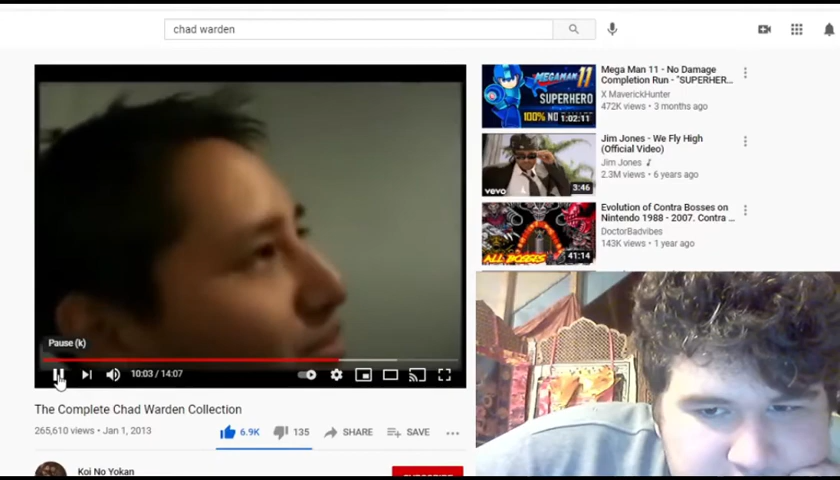 chad warden
Pause (k)
10:03 / 14:07
The Complete Chad Warden Collection
265,610 views • Jan 1, 2013
6.9K
135
SHARE
SAVE
Koi No Yokan
MEGAMAN 11
SUPERHERO
100% NO
1:02:11
Mega Man 11 - No Damage
Completion Run - "SUPERHER...
X MaverickHunter
472K views • 3 months ago
vevo
3:46
Jim Jones - We Fly High
(Official Video)
Jim Jones
2.3M views • 6 years ago
ALL BOSSES
41:14
Evolution of Contra Bosses on
Nintendo 1988 - 2007. Contra ...
DoctorBadvibes
143K views • 1 year ago